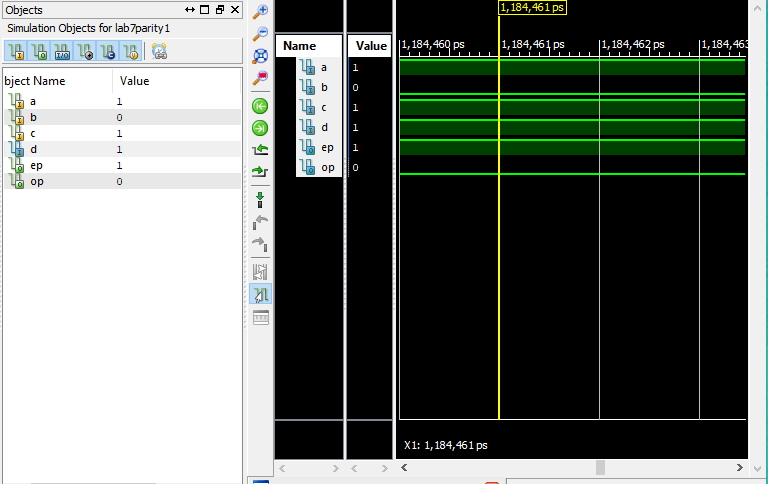 Objects
Simulation Objects for lab7parity1
bject Name Value
a 1
b 0
c 1
d 1
ep 1
op 0
1,184,461 ps
Name Value
a 1
b 0
c 1
d 1
ep 1
op 0
1,184,460 ps 1,184,461 ps 1,184,462 ps 1,184,463
X1: 1,184,461 ps